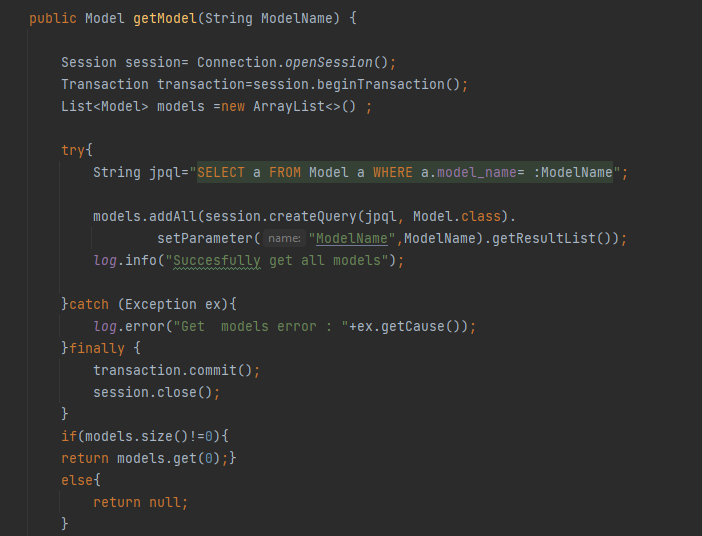 public Model getModel(String ModelName) {
Session session= Connection.openSession();
Transaction transaction=session.beginTransaction();
List<Model> models =new ArrayList<>() ;
try{
String jpql="SELECT a FROM Model a WHERE a.model_name= :ModelName";
models.addAll(session.createQuery(jpql, Model.class).
setParameter( name: "ModelName",ModelName).getResultList());
log.info("Succesfully get all models");
}catch (Exception ex){
log.error("Get  models error : "+ex.getCause());
}finally {
transaction.commit();
session.close();
}
if(models.size()!=0){
return models.get(0);}
else{
return null;
}